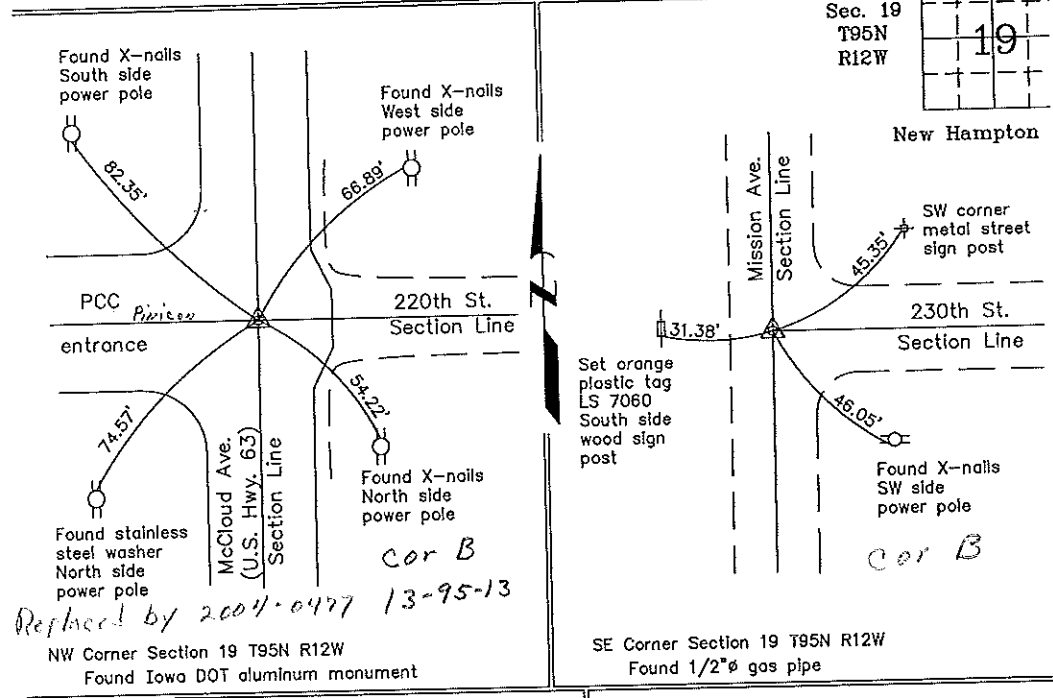 Found X-nails
South side
power pole
82.35'
Found X-nails
West side
power pole
66.89'
PCC
entrance
220th St.
Section Line
74.57'
54.22'
McCloud Ave.
(U.S. Hwy. 63)
Section Line
Found stainless
steel washer
North side
power pole
Found X-nails
North side
power pole
cor B
Replaced by 2004-0477 13-95-13
NW Corner Section 19 T95N R12W
Found Iowa DOT aluminum monument
Sec. 19
T95N
R12W
19
New Hampton
Mission Ave.
Section Line
SW corner
metal street
sign post
45.35'
31.38'
230th St.
Section Line
Set orange
plastic tag
LS 7060
South side
wood sign
post
46.05'
Found X-nails
SW side
power pole
cor B
SE Corner Section 19 T95N R12W
Found 1/2"ø gas pipe